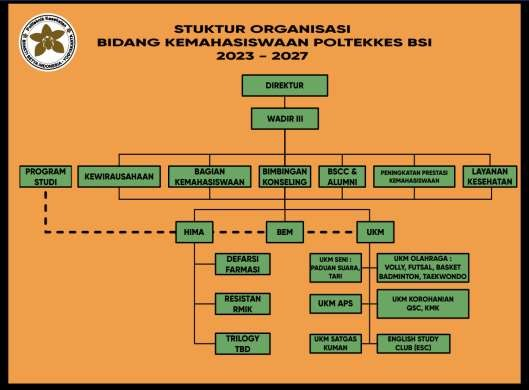 STUKTUR ORGANISASI
BIDANG KEMAHASISWAAN POLTEKKES BSI
2023 – 2027
Poltekkes Kesehatan
DIREKTUR
WADIR III
PROGRAM
STUDI
KEWIRAUSAHAAN
BAGIAN
KEMAHASISWAAN
BIMBINGAN
KONSELING
BSCC &
ALUMNI
PENINGKATAN PRESTASI
KEMAHASISWAAN
LAYANAN
KESEHATAN
HIMA
BEM
UKM
DEFARSI
FARMASI
RESISTAN
RMIK
TRILOGY
TBD
UKM SENI :
PADUAN SUARA,
TARI
UKM OLAHRAGA :
VOLLY, FUTSAL, BASKET
BADMINTON, TAEKWONDO
UKM APS
UKM KOROHANIAN
QSC, KMK
UKM SATGAS
KUMAN
ENGLISH STUDY
CLUB (ESC)